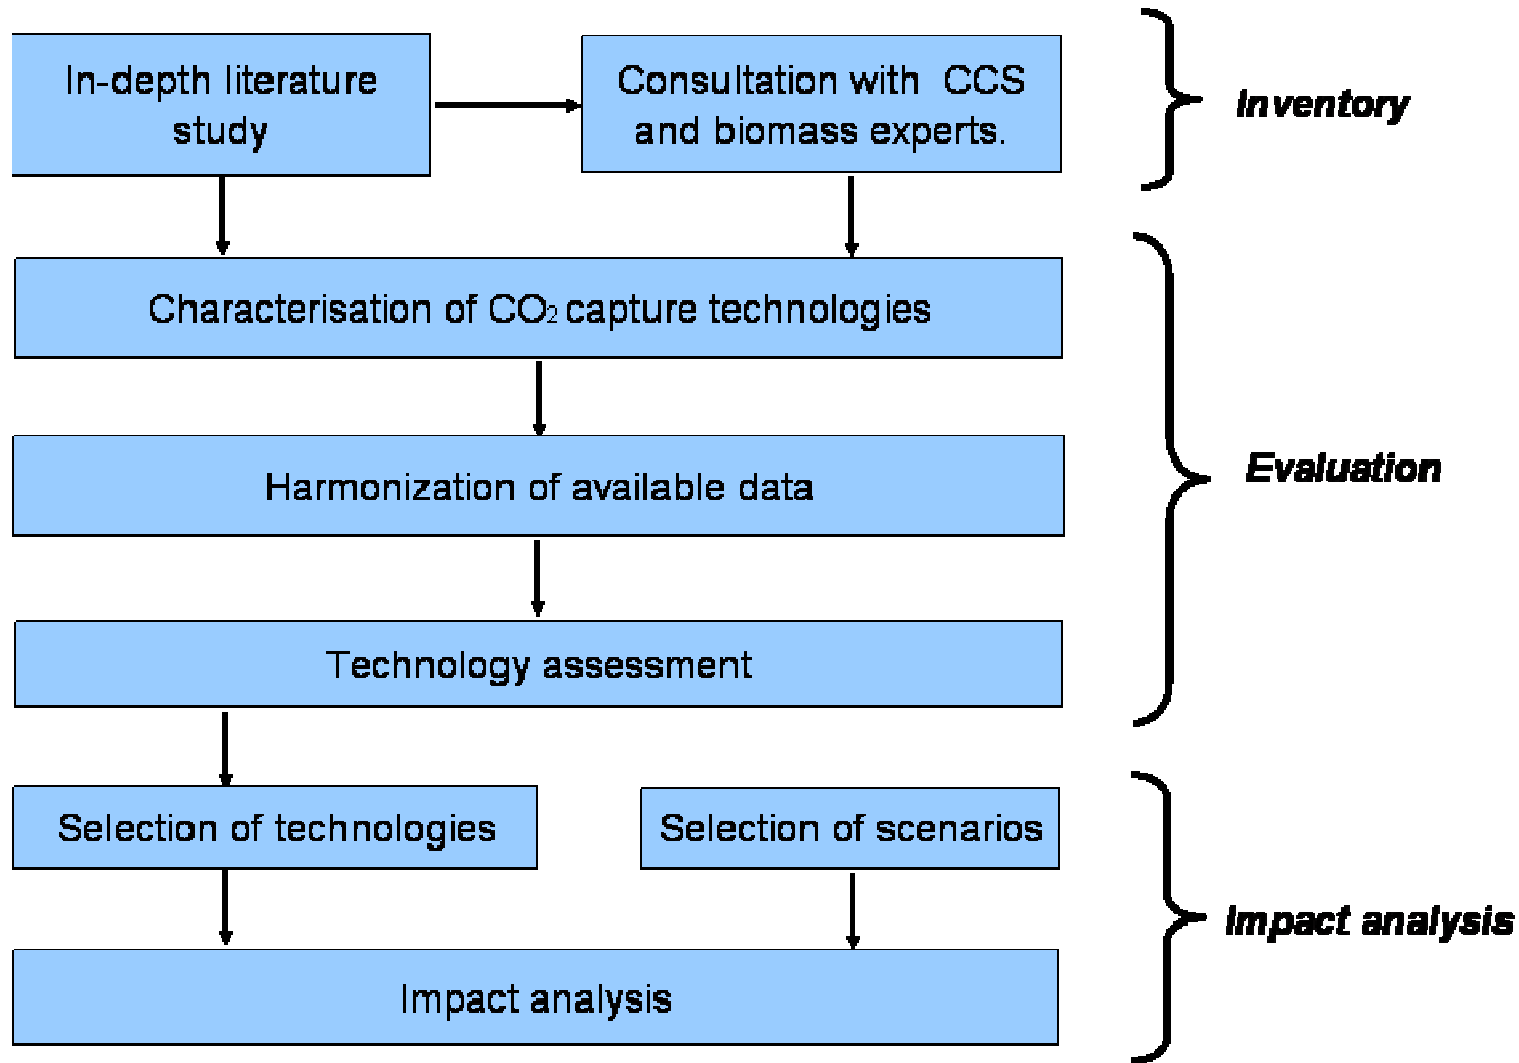 In-depth literature
study
Consultation with CCS
and biomass experts.
Inventory
Characterisation of CO₂ capture technologies
Harmonization of available data
Evaluation
Technology assessment
Selection of technologies
Selection of scenarios
Impact analysis
Impact analysis